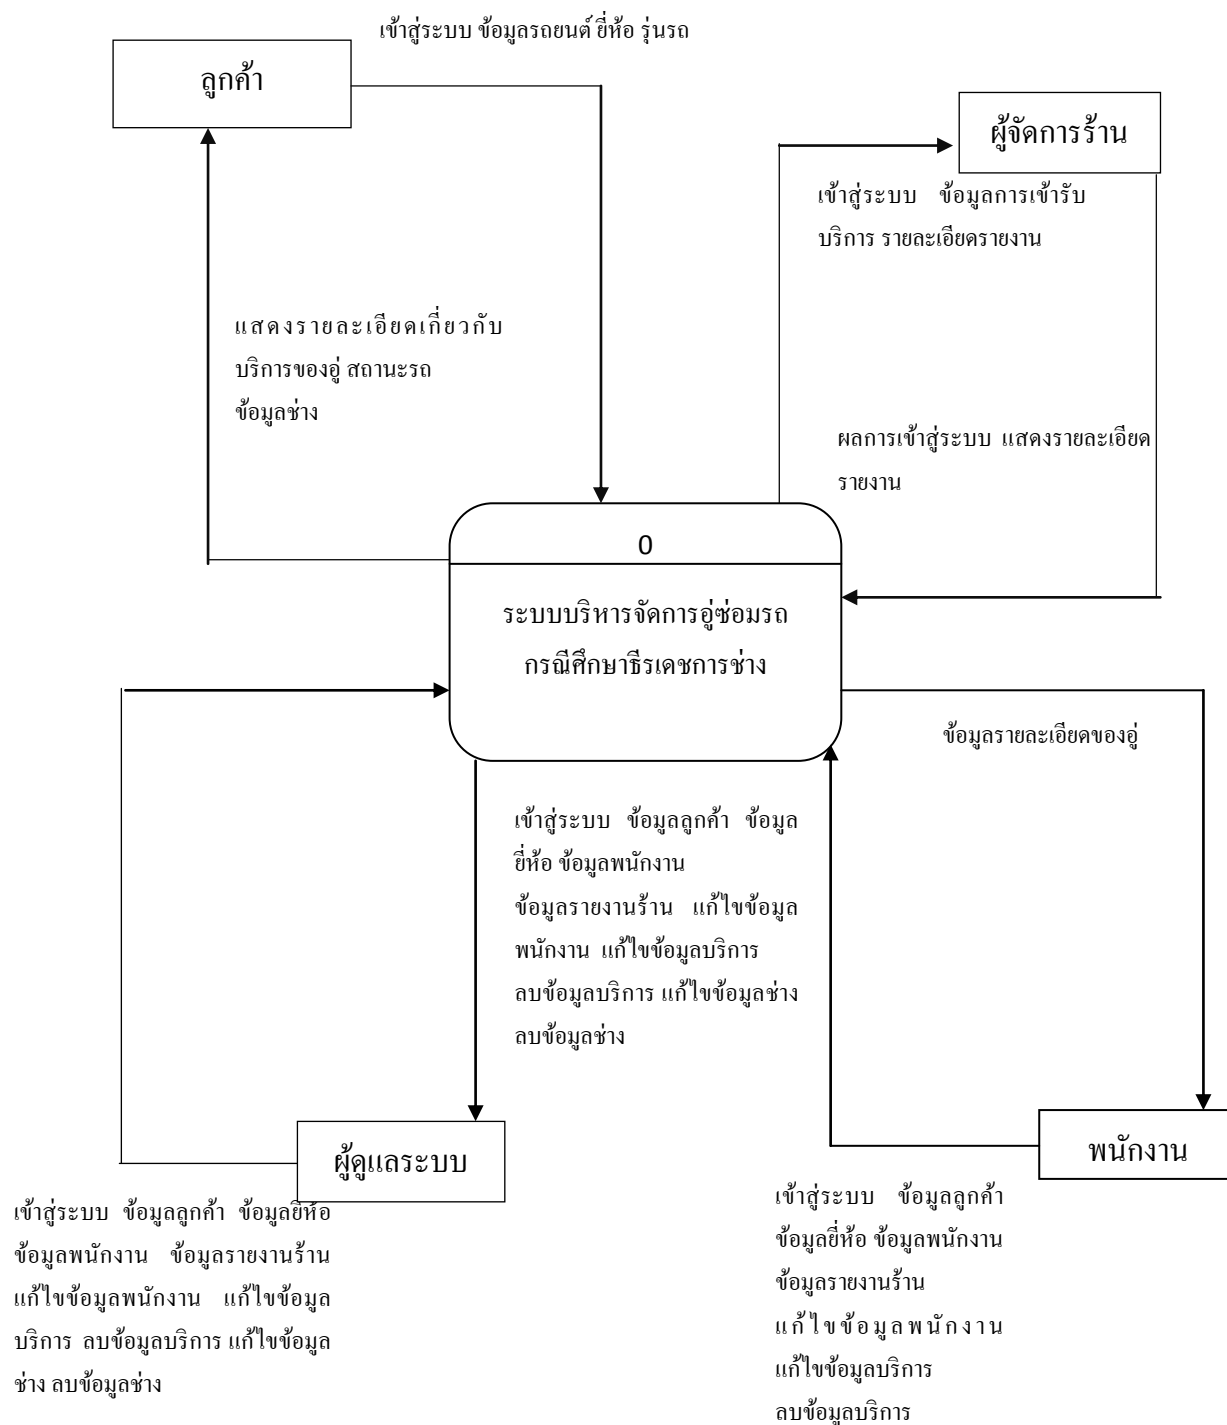 เข้าสู่ระบบ ข้อมูลรถยนต์ ยี่ห้อ รุ่นรถ
ลูกค้า
ผู้จัดการร้าน
เข้าสู่ระบบ ข้อมูลการเข้ารับ
บริการ รายละเอียดรายงาน
แสดงรายละเอียดเกี่ยวกับ
บริการของอู่ สถานะรถ
ข้อมูลช่าง
ผลการเข้าสู่ระบบ แสดงรายละเอียด
รายงาน
0
ระบบบริหารจัดการอู่ซ่อมรถ
กรณีศึกษาธีรเดชการช่าง
ข้อมูลรายละเอียดของอู่
เข้าสู่ระบบ ข้อมูลลูกค้า ข้อมูล
ยี่ห้อ ข้อมูลพนักงาน
ข้อมูลรายงานร้าน แก้ไขข้อมูล
พนักงาน แก้ไขข้อมูลบริการ
ลบข้อมูลบริการ แก้ไขข้อมูลช่าง
ลบข้อมูลช่าง
ผู้ดูแลระบบ
พนักงาน
เข้าสู่ระบบ ข้อมูลลูกค้า ข้อมูลยี่ห้อ
ข้อมูลพนักงาน ข้อมูลรายงานร้าน
แก้ไขข้อมูลพนักงาน แก้ไขข้อมูล
บริการ ลบข้อมูลบริการ แก้ไขข้อมูล
ช่าง ลบข้อมูลช่าง
เข้าสู่ระบบ ข้อมูลลูกค้า
ข้อมูลยี่ห้อ ข้อมูลพนักงาน
ข้อมูลรายงานร้าน
แก้ไขข้อมูลพนักงาน
แก้ไขข้อมูลบริการ
ลบข้อมูลบริการ